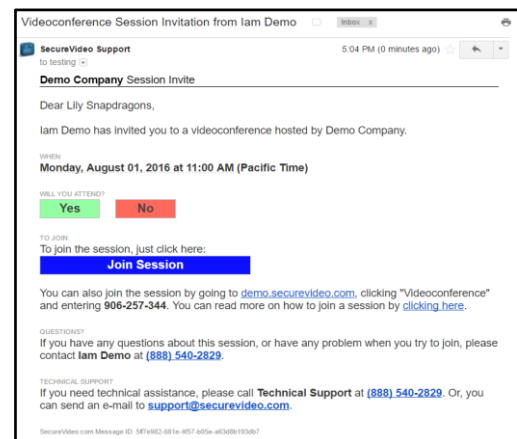 Videoconference Session Invitation from Iam Demo Inbox x
SecureVideo Support 5:04 PM (0 minutes ago)
to testing
Demo Company Session Invite
Dear Lily Snapdragons,
Iam Demo has invited you to a videoconference hosted by Demo Company.
WHEN
Monday, August 01, 2016 at 11:00 AM (Pacific Time)
WILL YOU ATTEND?
Yes No
TO JOIN
To join the session, just click here:
Join Session
You can also join the session by going to demo.securevideo.com, clicking "Videoconference"
and entering 906-257-344. You can read more on how to join a session by clicking here.
QUESTIONS?
If you have any questions about this session, or have any problem when you try to join, please
contact Iam Demo at (888) 540-2829.
TECHNICAL SUPPORT
If you need technical assistance, please call Technical Support at (888) 540-2829. Or, you
can send an e-mail to support@securevideo.com.
SecureVideo.com Message ID: